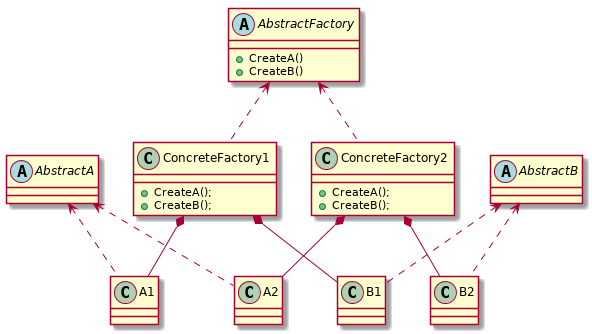 A AbstractFactory
CreateA()
CreateB()
A AbstractA
C ConcreteFactory1
CreateA();
CreateB();
C ConcreteFactory2
CreateA();
CreateB();
A AbstractB
C A1
C A2
C B1
C B2